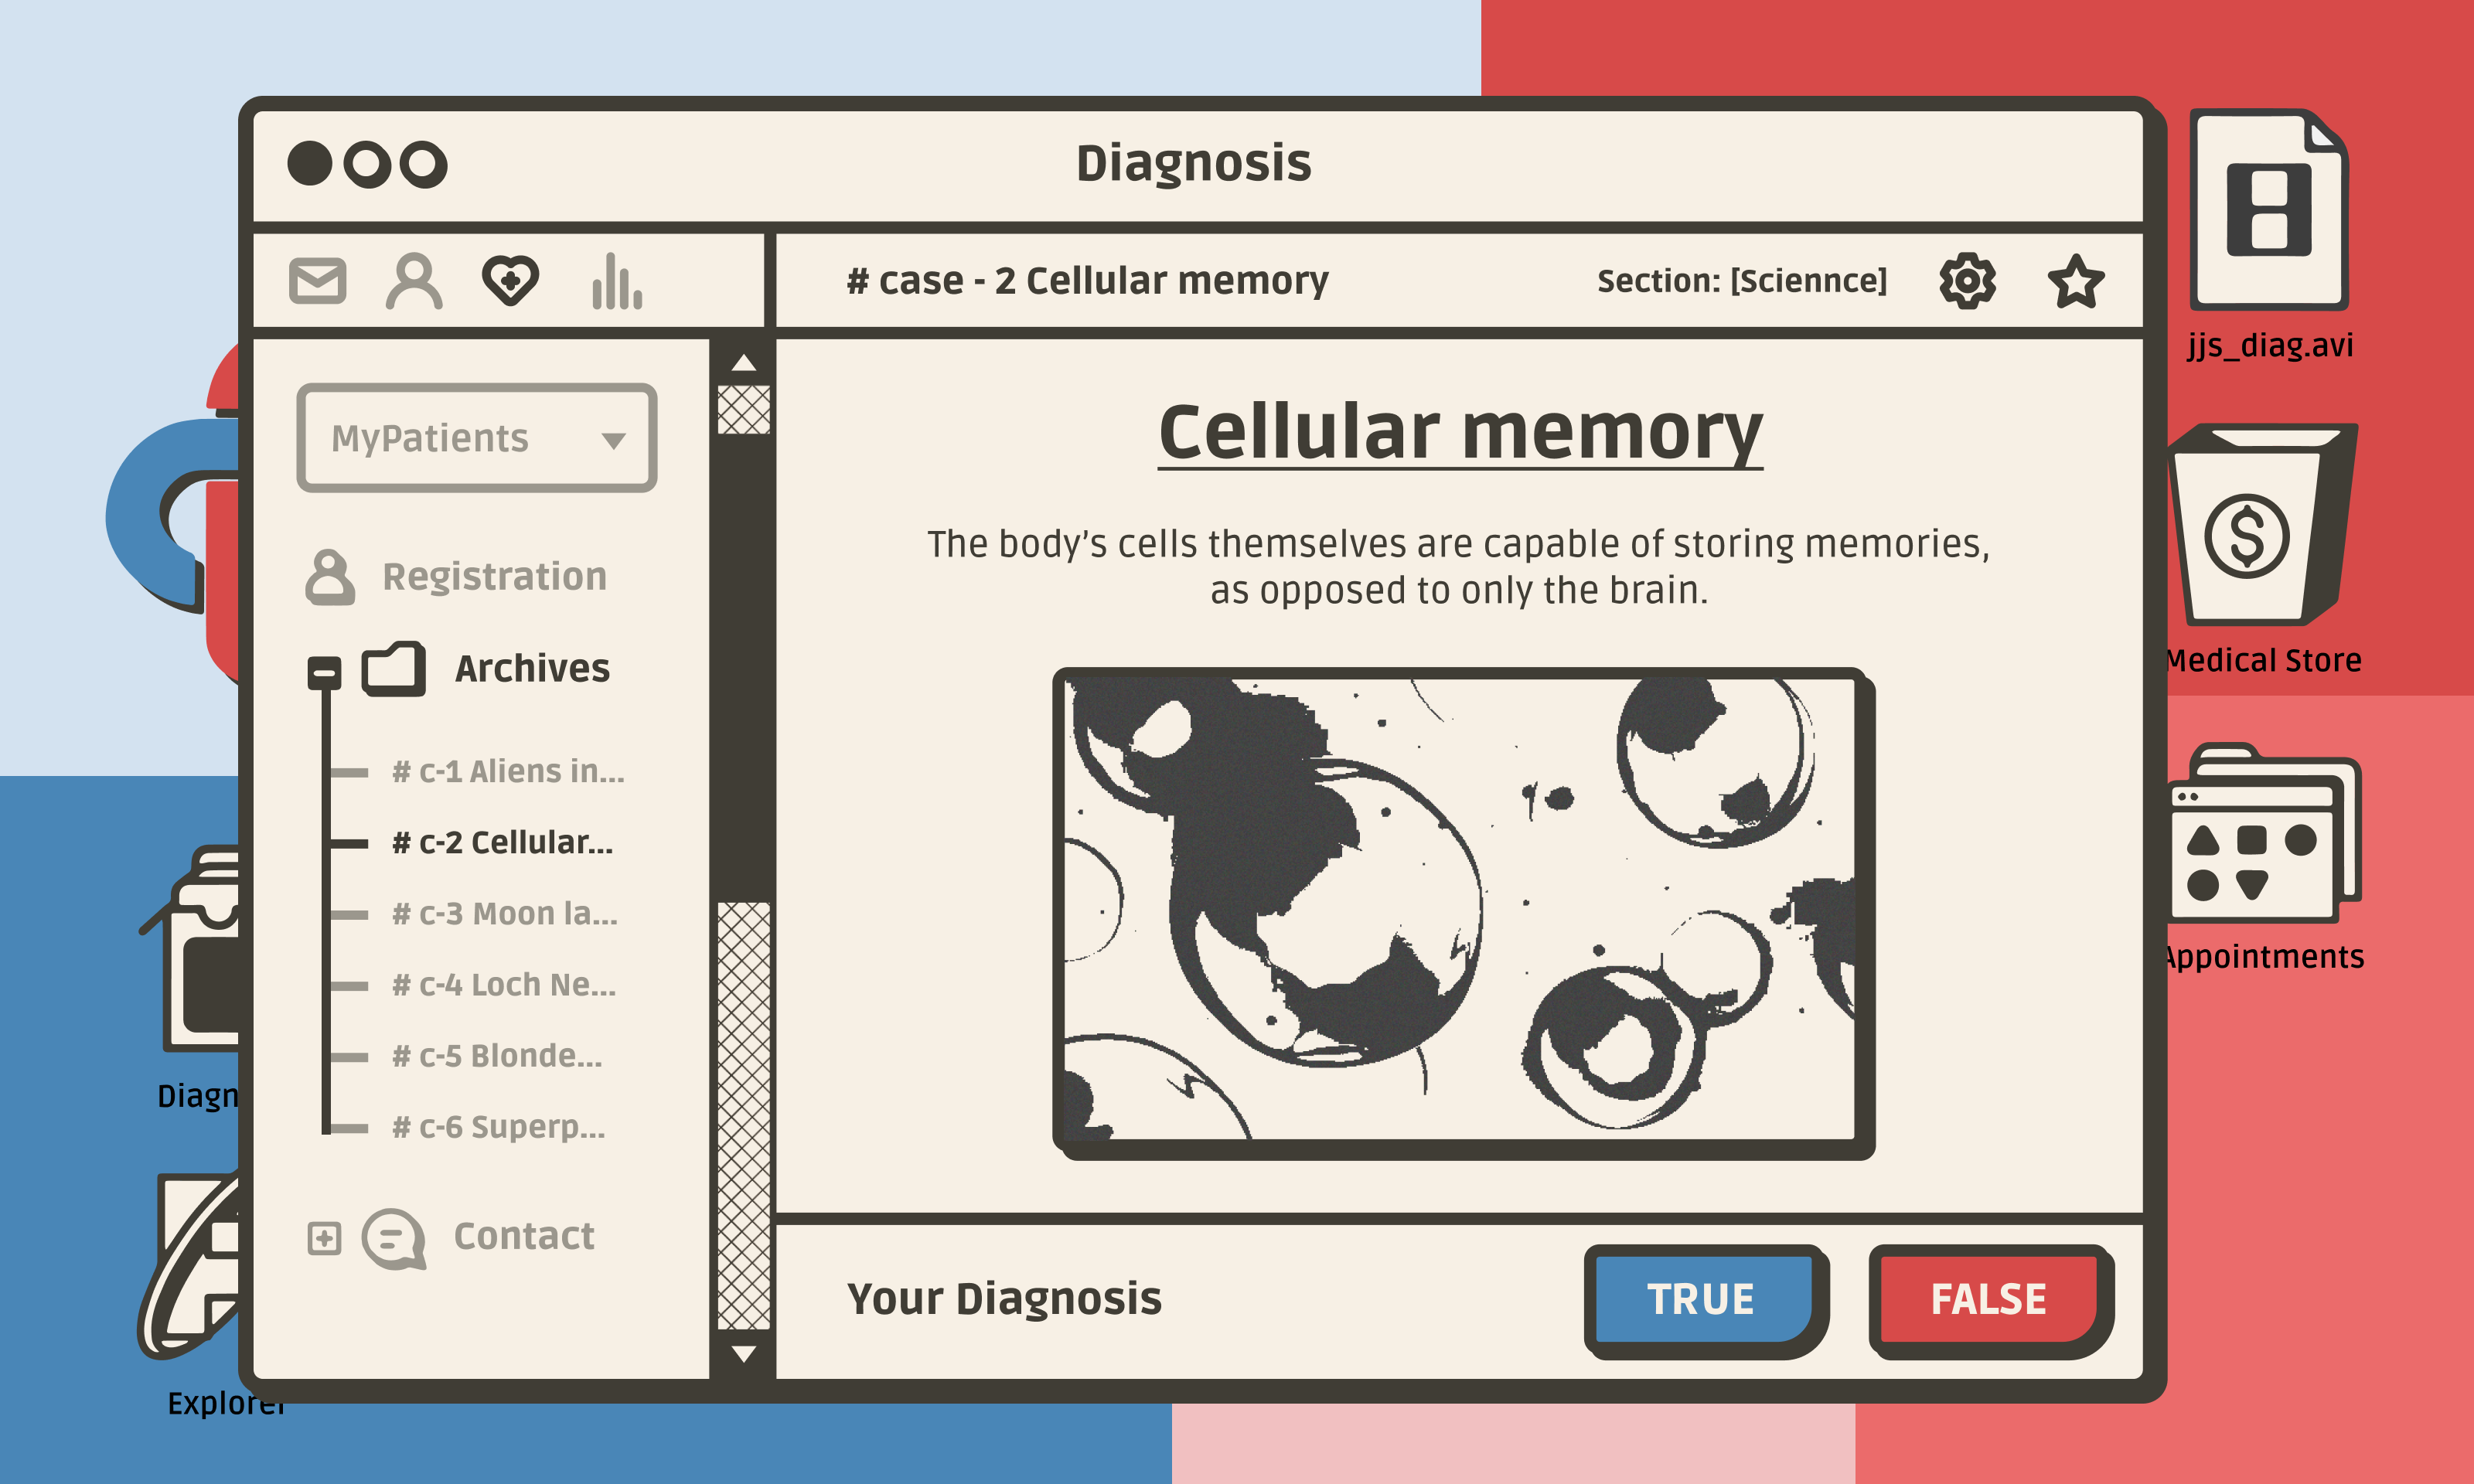 Diagnosis
# case - 2 Cellular memory
Section: [Sciennce]
MyPatients
Registration
Archives
# c-1 Aliens in...
# c-2 Cellular...
# c-3 Moon la...
# c-4 Loch Ne...
# c-5 Blonde...
# c-6 Superp...
Contact
Cellular memory
The body's cells themselves are capable of storing memories,
as opposed to only the brain.
Your Diagnosis
TRUE
FALSE
jjs_diag.avi
Medical Store
Appointments
Diagn
Explorer